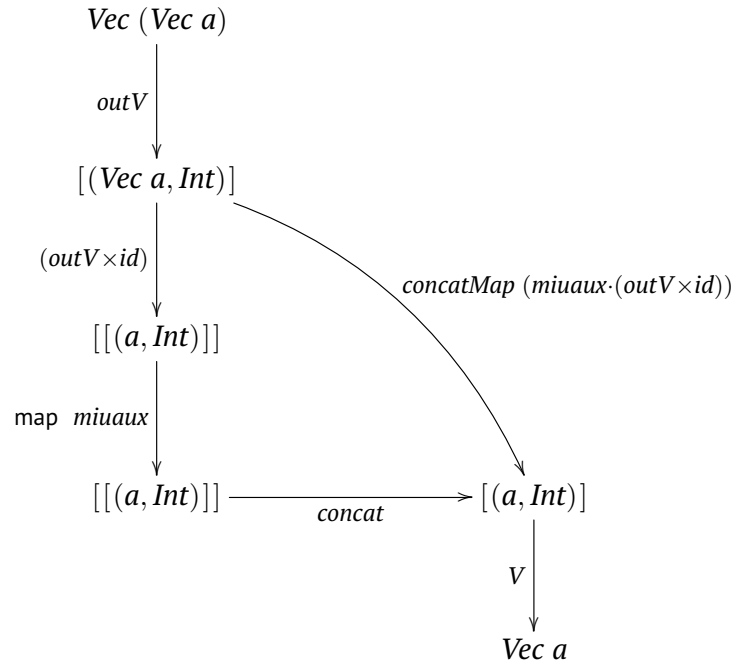 Vec (Vec a)
outV
[(Vec a, Int)]
(outV×id)
concatMap (miuaux·(outV×id))
[[(a, Int)]]
map miuaux
[[(a, Int)]]
concat
[(a, Int)]
V
Vec a